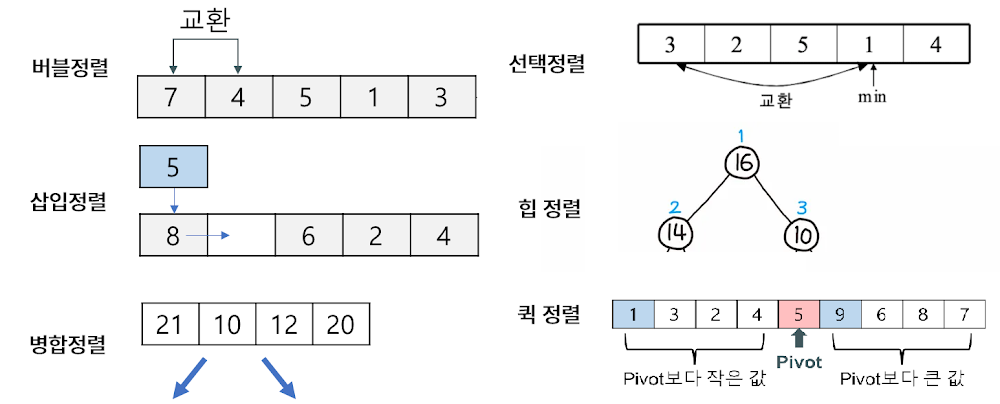 교환
버블정렬
7 4 5 1 3
5
삽입정렬
8 6 2 4
21 10 12 20
병합정렬
3 2 5 1 4
선택정렬
교환
min
1
16
힙 정렬
2 3
14 10
퀵 정렬
1 3 2 4 5 9 6 8 7
Pivot
Pivot보다 작은 값
Pivot보다 큰 값